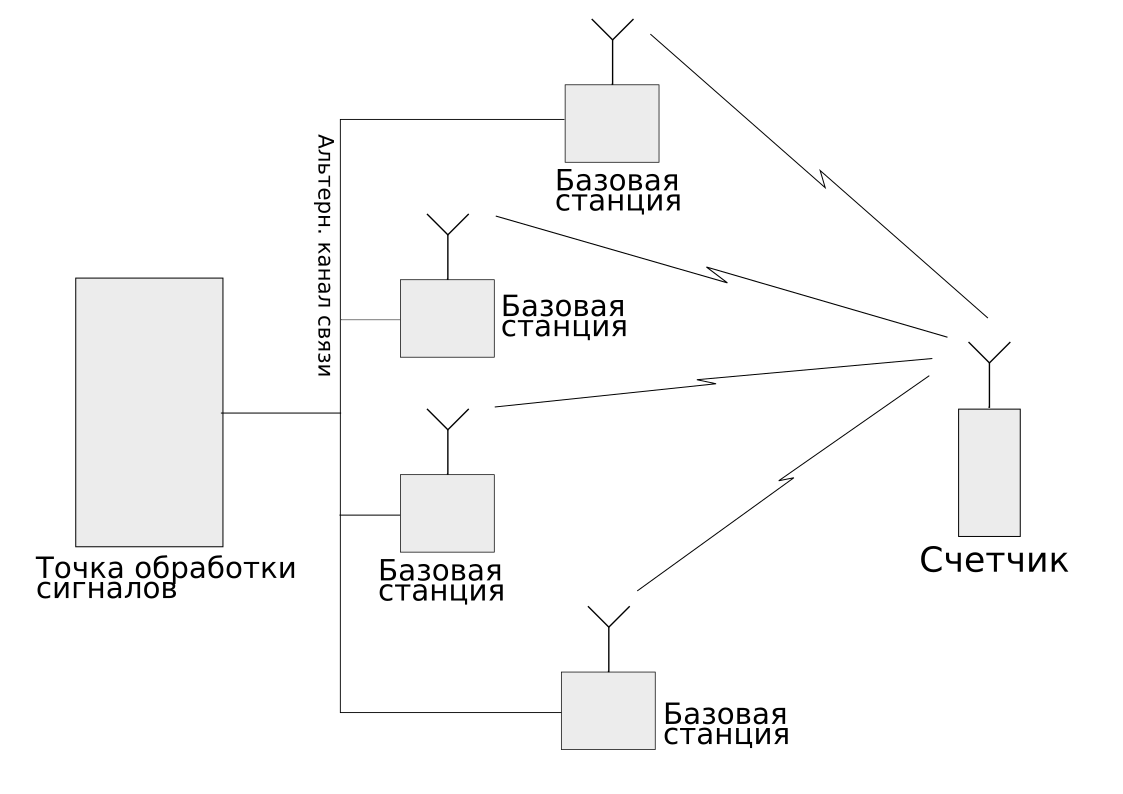 Базовая
станция
Альтерн. канал связи
Базовая
станция
Точка обработки
сигналов
Базовая
станция
Счетчик
Базовая
станция